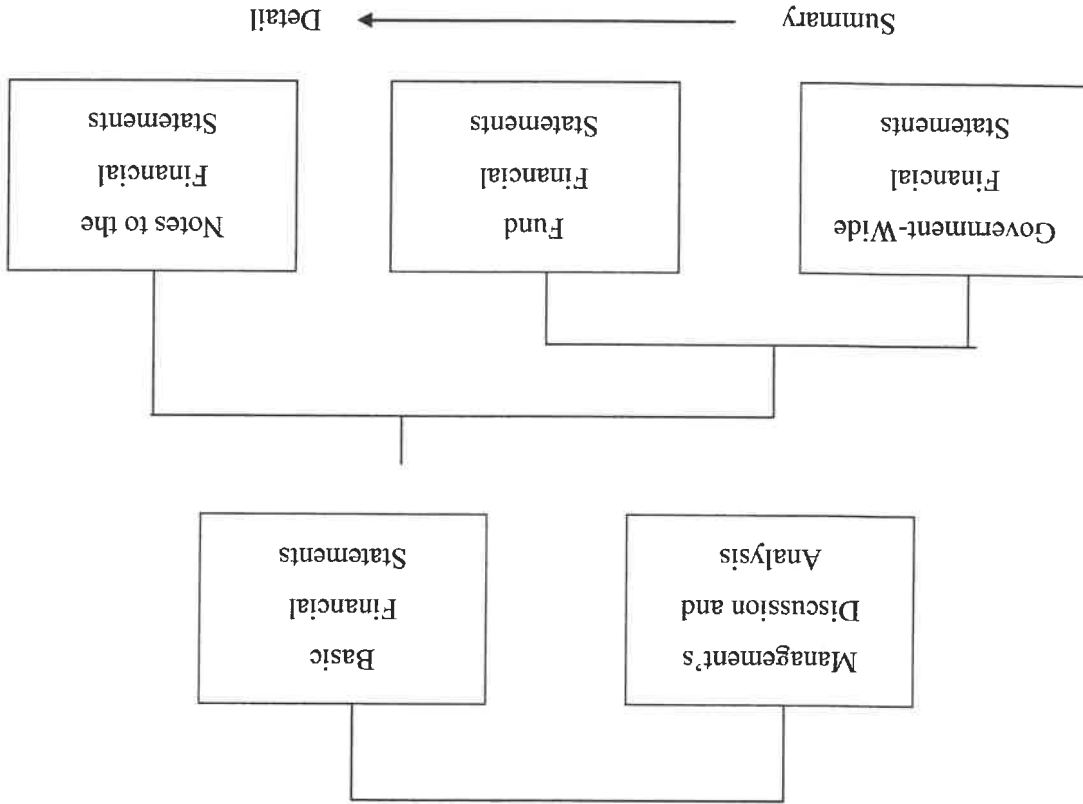 Management's
Discussion and
Analysis
Basic
Financial
Statements
Government-Wide
Financial
Statements
Fund
Financial
Statements
Notes to the
Financial
Statements
Summary
Detail